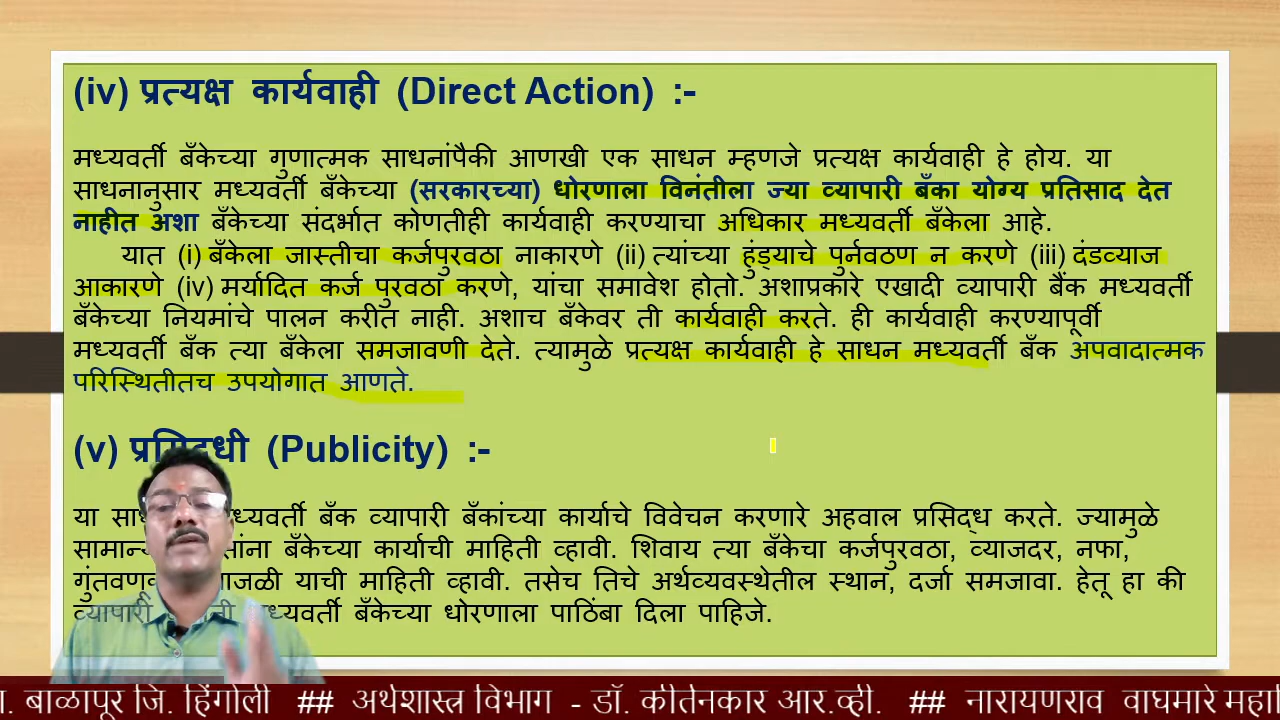 (iv) प्रत्यक्ष कार्यवाही (Direct Action) :-
मध्यवर्ती बँकेच्या गुणात्मक साधनांपैकी आणखी एक साधन म्हणजे प्रत्यक्ष कार्यवाही हे होय. या
साधनानुसार मध्यवर्ती बँकेच्या (सरकारच्या) धोरणाला विनंतीला ज्या व्यापारी बँका योग्य प्रतिसाद देत
नाहीत अशा बँकेच्या संदर्भात कोणतीही कार्यवाही करण्याचा अधिकार मध्यवर्ती बँकेला आहे.
यात (i) बँकेला जास्तीचा कर्जपुरवठा नाकारणे (ii) त्यांच्या हुंड्याचे पुर्नवठण न करणे (iii) दंडव्याज
आकारणे (iv) मर्यादित कर्ज पुरवठा करणे, यांचा समावेश होतो. अशाप्रकारे एखादी व्यापारी बैंक मध्यवर्ती
बँकेच्या नियमांचे पालन करीत नाही. अशाच बँकेवर ती कार्यवाही करते. ही कार्यवाही करण्यापूर्वी
मध्यवर्ती बँक त्या बँकेला समजावणी देते. त्यामुळे प्रत्यक्ष कार्यवाही हे साधन मध्यवर्ती बँक अपवादात्मक
परिस्थितीतच उपयोगात आणते.
(v) प्रसिद्धी (Publicity) :-
या मध्यवर्ती बँक व्यापारी बँकांच्या कार्याचे विवेचन करणारे अहवाल प्रसिद्ध करते. ज्यामुळे
बँकेच्या कार्याची माहिती व्हावी. शिवाय त्या बँकेचा कर्जपुरवठा, व्याजदर, नफा,
याची माहिती व्हावी. तसेच तिचे अर्थव्यवस्थेतील स्थान, दर्जा समजावा. हेतू हा की
व्यापारी मध्यवर्ती बँकेच्या धोरणाला पाठिंबा दिला पाहिजे.
बाळापूर जि. हिंगोली ## अर्थशास्त्र विभाग - डॉ. कीर्तनकार आर.व्ही. ## नारायणराव वाघमारे